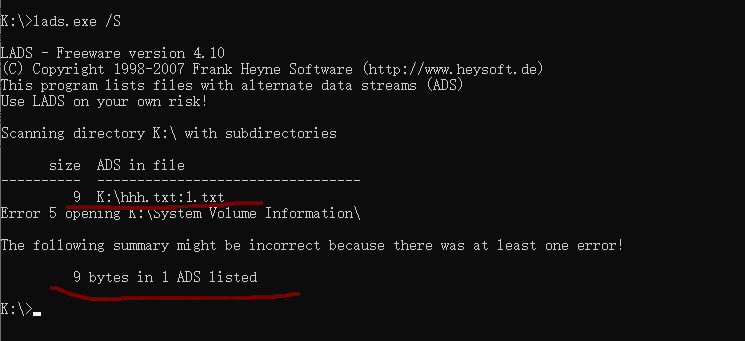 K:\>lads.exe /S
LADS - Freeware version 4.10
(C) Copyright 1998-2007 Frank Heyne Software (http://www.heysoft.de)
This program lists files with alternate data streams (ADS)
Use LADS on your own risk!
Scanning directory K:\ with subdirectories
size  ADS in file
----------  ---------------------------------
9  K:\hhh.txt:1.txt
Error 5 opening K:\System Volume Information\
The following summary might be incorrect because there was at least one error!
9 bytes in 1 ADS listed
K:\>